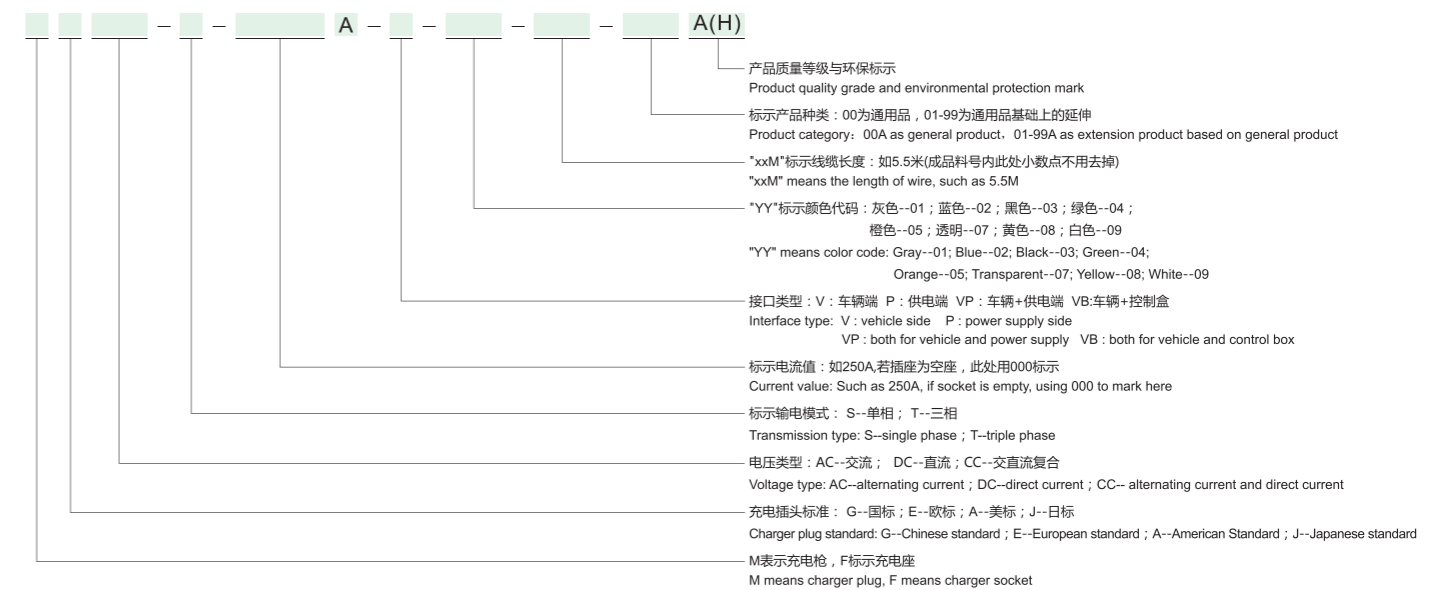 — — A — — — — A(H)
产品质量等级与环保标示
Product quality grade and environmental protection mark
标示产品种类：00为通用品，01-99为通用品基础上的延伸
Product category：00A as general product，01-99A as extension product based on general product
"xxM"标示线缆长度：如5.5米(成品料号内此处小数点不用去掉)
"xxM" means the length of wire, such as 5.5M
"YY"标示颜色代码：灰色--01；蓝色--02；黑色--03；绿色--04；
橙色--05；透明--07；黄色--08；白色--09
"YY" means color code: Gray--01; Blue--02; Black--03; Green--04;
Orange--05; Transparent--07; Yellow--08; White--09
接口类型：V：车辆端 P：供电端 VP：车辆+供电端 VB:车辆+控制盒
Interface type: V : vehicle side P : power supply side
VP : both for vehicle and power supply VB : both for vehicle and control box
标示电流值：如250A,若插座为空座，此处用000标示
Current value: Such as 250A, if socket is empty, using 000 to mark here
标示输电模式： S--单相； T--三相
Transmission type: S--single phase；T--triple phase
电压类型：AC--交流； DC--直流；CC--交直流复合
Voltage type: AC--alternating current；DC--direct current；CC-- alternating current and direct current
充电插头标准： G--国标；E--欧标；A--美标；J--日标
Charger plug standard: G--Chinese standard；E--European standard；A--American Standard；J--Japanese standard
M表示充电枪，F标示充电座
M means charger plug, F means charger socket